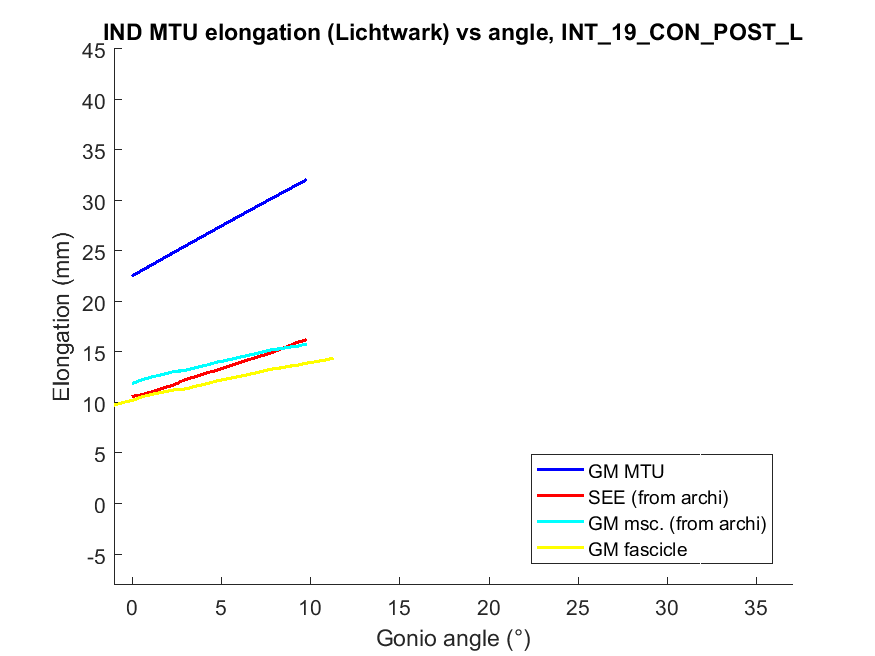 IND MTU elongation (Lichtwark) vs angle, INT_19_CON_POST_L
45
40
35
30
25
20
15
10
5
0
-5
Elongation (mm)
0 5 10 15 20 25 30 35
Gonio angle (°)
GM MTU
SEE (from archi)
GM msc. (from archi)
GM fascicle